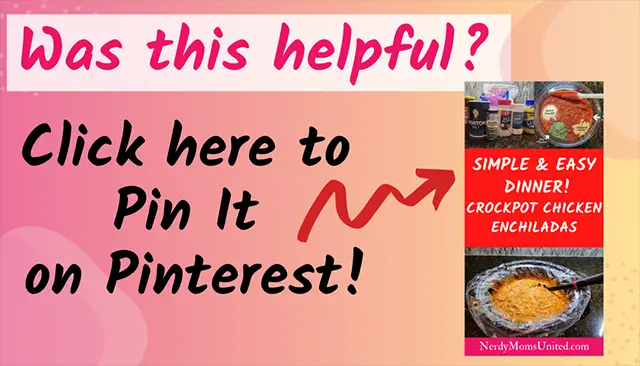 Was this helpful?
Click here to
Pin It
on Pinterest!
SIMPLE & EASY
DINNER!
CROCKPOT CHICKEN
ENCHILADAS
NerdyMomsUnited.com